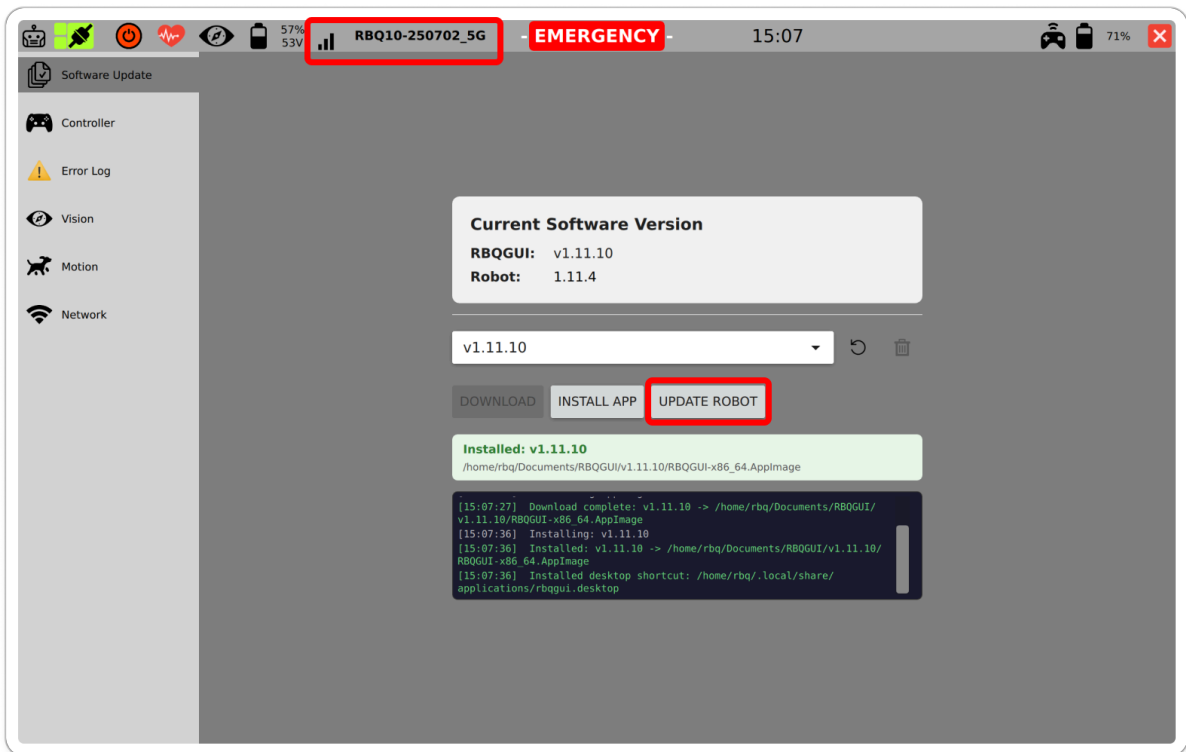 57%
53V
RBQ10-250702_5G
- EMERGENCY -
15:07
71%
Software Update
Controller
Error Log
Vision
Motion
Network
Current Software Version
RBQGUI: v1.11.10
Robot: 1.11.4
v1.11.10
DOWNLOAD
INSTALL APP
UPDATE ROBOT
Installed: v1.11.10
/home/rbq/Documents/RBQGUI/v1.11.10/RBQGUI-x86_64.AppImage
[15:07:27] Download complete: v1.11.10 -> /home/rbq/Documents/RBQGUI/
v1.11.10/RBQGUI-x86_64.AppImage
[15:07:36] Installing: v1.11.10
[15:07:36] Installed: v1.11.10 -> /home/rbq/Documents/RBQGUI/v1.11.10/
RBQGUI-x86_64.AppImage
[15:07:36] Installed desktop shortcut: /home/rbq/.local/share/
applications/rbqgui.desktop